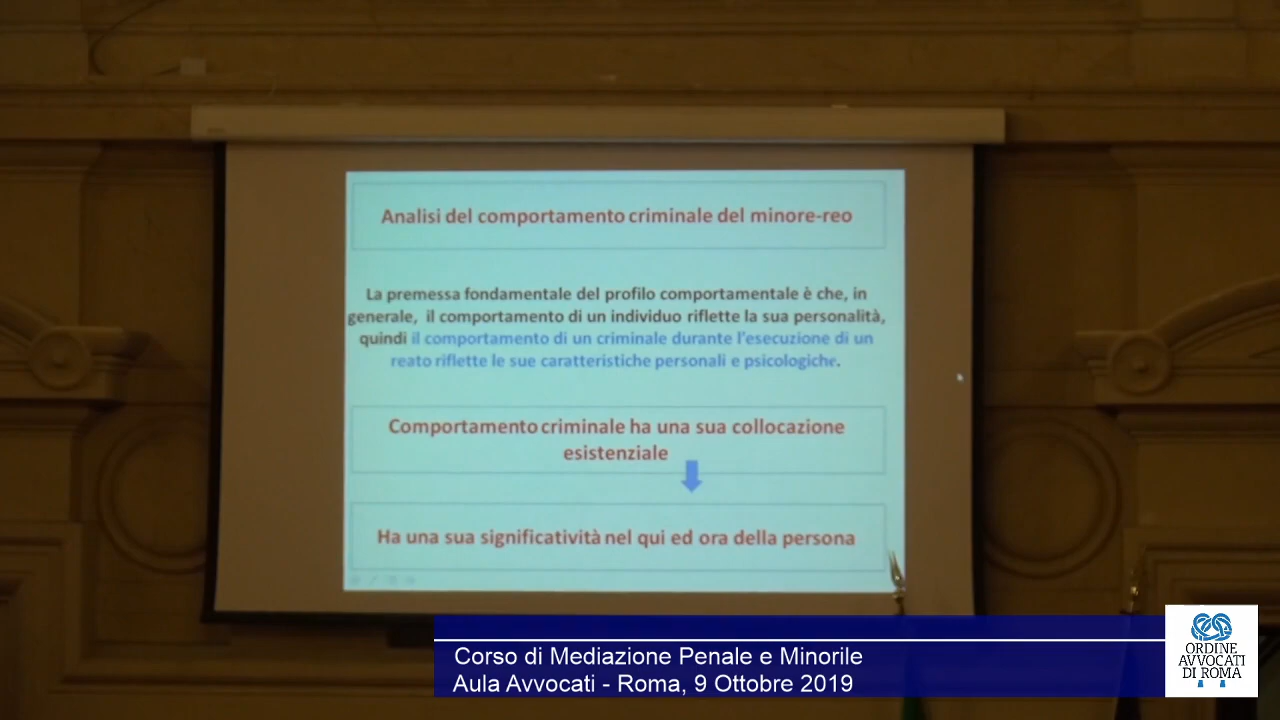 Analisi del comportamento criminale del minore-reo
La premessa fondamentale del profilo comportamentale è che, in
generale, il comportamento di un individuo riflette la sua personalità,
quindi il comportamento di un criminale durante l'esecuzione di un
reato riflette le sue caratteristiche personali e psicologiche.
Comportamento criminale ha una sua collocazione
esistenziale
Ha una sua significatività nel qui ed ora della persona
Corso di Mediazione Penale e Minorile
Aula Avvocati - Roma, 9 Ottobre 2019
ORDINE
AVVOCATI
DI ROMA